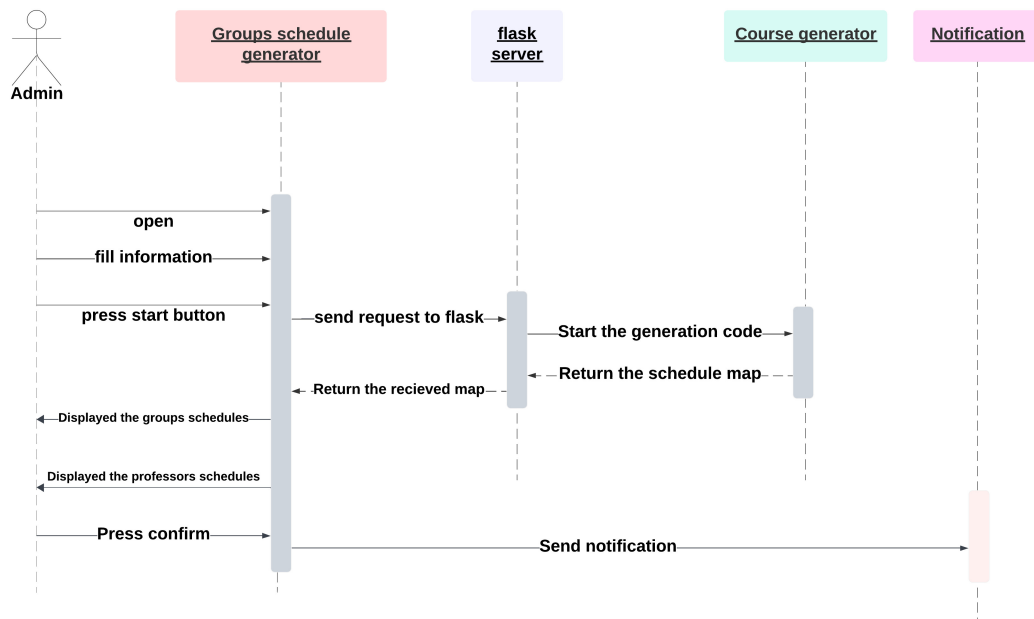 Admin
Groups schedule
generator
flask
server
Course generator
Notification
open
fill information
press start button
send request to flask
Start the generation code
Return the schedule map
Return the recieved map
Displayed the groups schedules
Displayed the professors schedules
Press confirm
Send notification